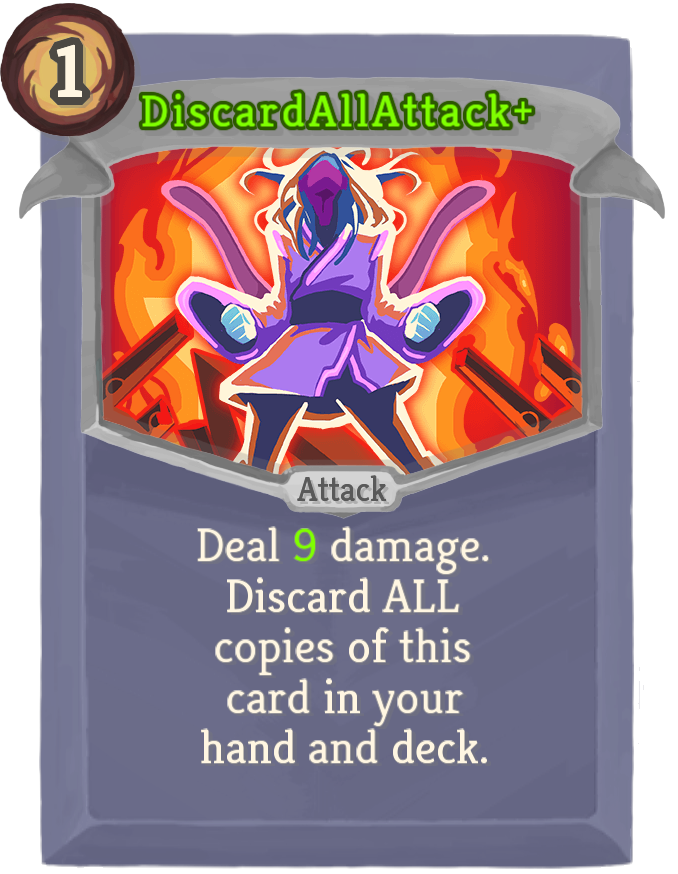 1
DiscardAllAttack+
Attack
Deal 9 damage.
Discard ALL
copies of this
card in your
hand and deck.